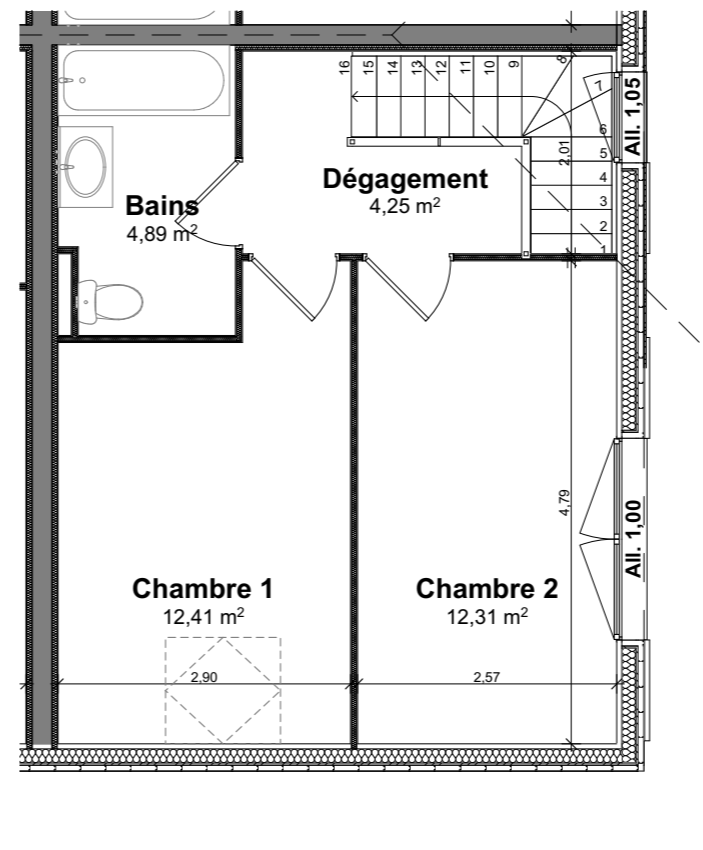 16
15
14
13
12
11
10
9
8
7
6
5
4
3
2
1
All. 1,05
2,01
Dégagement
4,25 m²
Bains
4,89 m²
4,79
All. 1,00
Chambre 1
12,41 m²
Chambre 2
12,31 m²
2,90
2,57